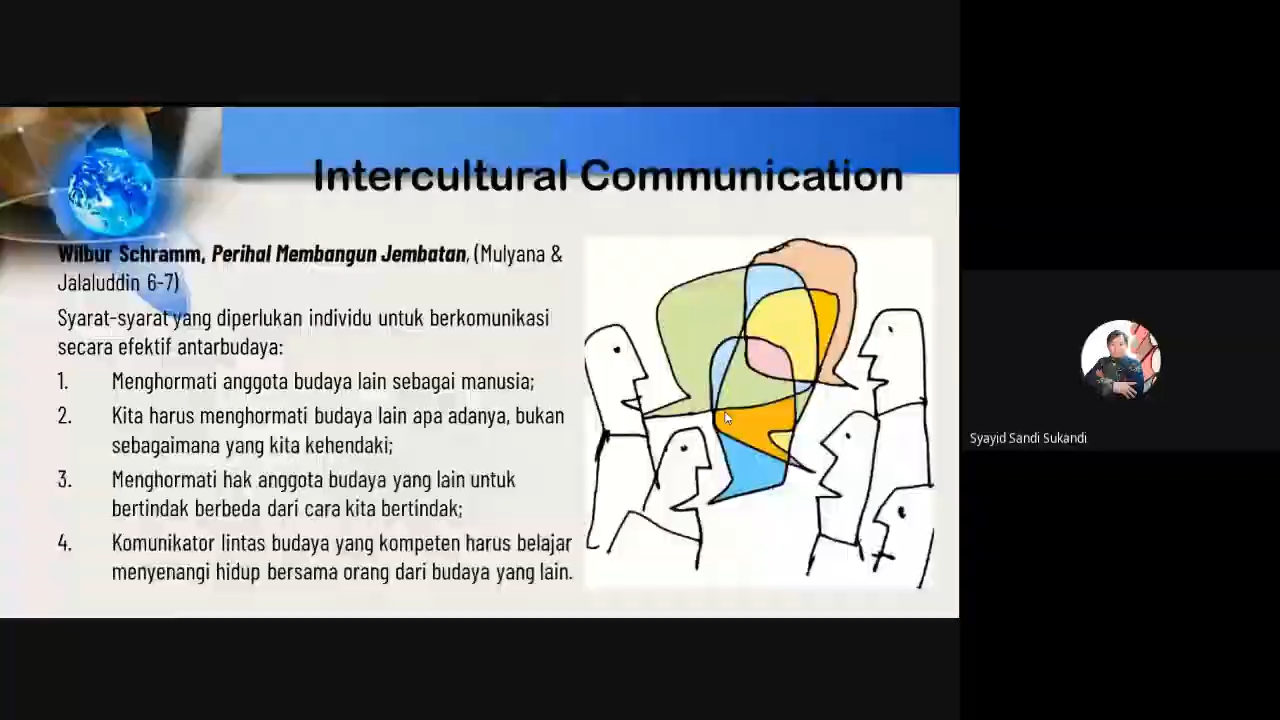 Intercultural Communication
Wilbur Schramm, Perihal Membangun Jembatan, (Mulyana &
Jalaluddin 6-7)
Syarat-syarat yang diperlukan individu untuk berkomunikasi
secara efektif antarbudaya:
1. Menghormati anggota budaya lain sebagai manusia;
2. Kita harus menghormati budaya lain apa adanya, bukan
sebagaimana yang kita kehendaki;
3. Menghormati hak anggota budaya yang lain untuk
bertindak berbeda dari cara kita bertindak;
4. Komunikator lintas budaya yang kompeten harus belajar
menyenangi hidup bersama orang dari budaya yang lain.
Syayid Sandi Sukandi